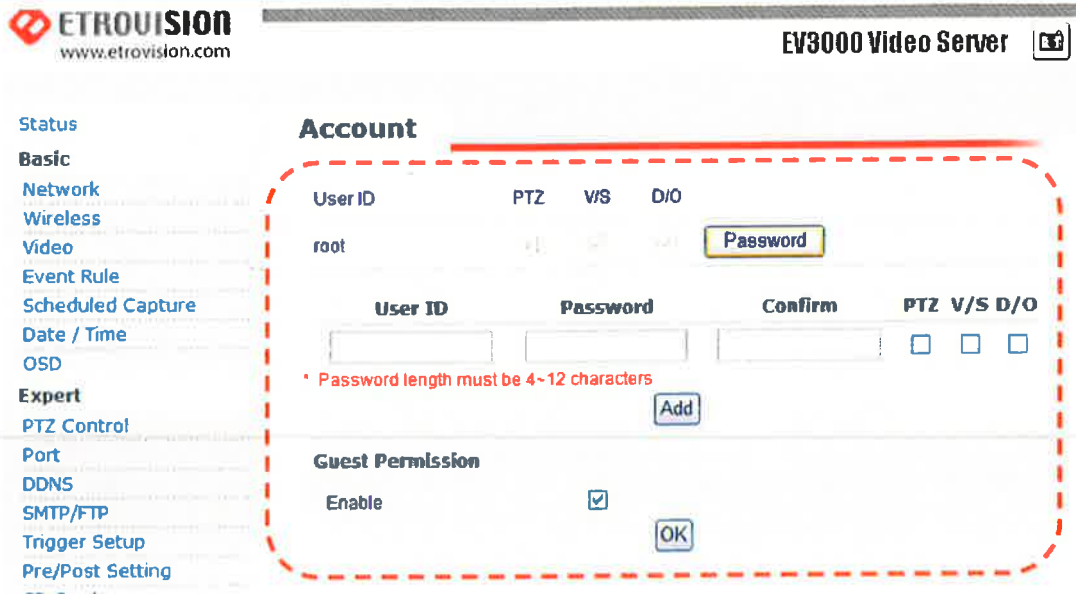 ETROVISION
www.etrovision.com
EV3000 Video Server
Status
Basic
Network
Wireless
Video
Event Rule
Scheduled Capture
Date / Time
OSD
Expert
PTZ Control
Port
DDNS
SMTP/FTP
Trigger Setup
Pre/Post Setting
Account
User ID PTZ V/S D/O
root Password
User ID Password Confirm PTZ V/S D/O
* Password length must be 4~12 characters
Add
Guest Permission
Enable
OK